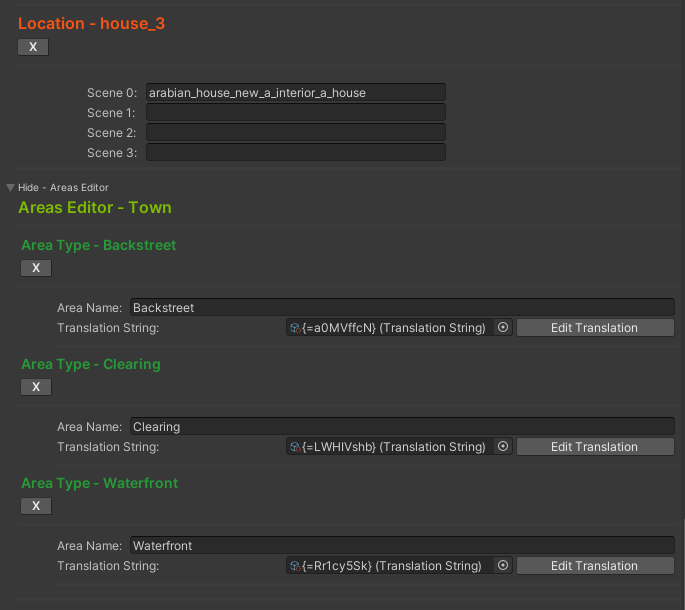 Location - house_3
X
Scene 0: arabian_house_new_a_interior_a_house
Scene 1:
Scene 2:
Scene 3:
Hide - Areas Editor
Areas Editor - Town
Area Type - Backstreet
X
Area Name: Backstreet
Translation String: {=a0MVffcN} (Translation String) Edit Translation
Area Type - Clearing
X
Area Name: Clearing
Translation String: {=LWHlVshb} (Translation String) Edit Translation
Area Type - Waterfront
X
Area Name: Waterfront
Translation String: {=Rr1cy5Sk} (Translation String) Edit Translation